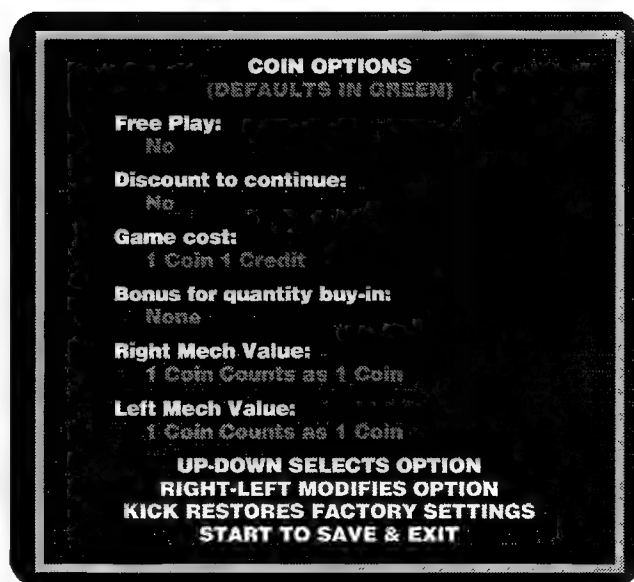 COIN OPTIONS
(DEFAULTS IN GREEN)
Free Play:
No
Discount to continue:
No
Game cost:
1 Coin 1 Credit
Bonus for quantity buy-in:
None
Right Mech Value:
1 Coin Counts as 1 Coin
Left Mech Value:
1 Coin Counts as 1 Coin
UP-DOWN SELECTS OPTION
RIGHT-LEFT MODIFIES OPTION
KICK RESTORES FACTORY SETTINGS
START TO SAVE & EXIT